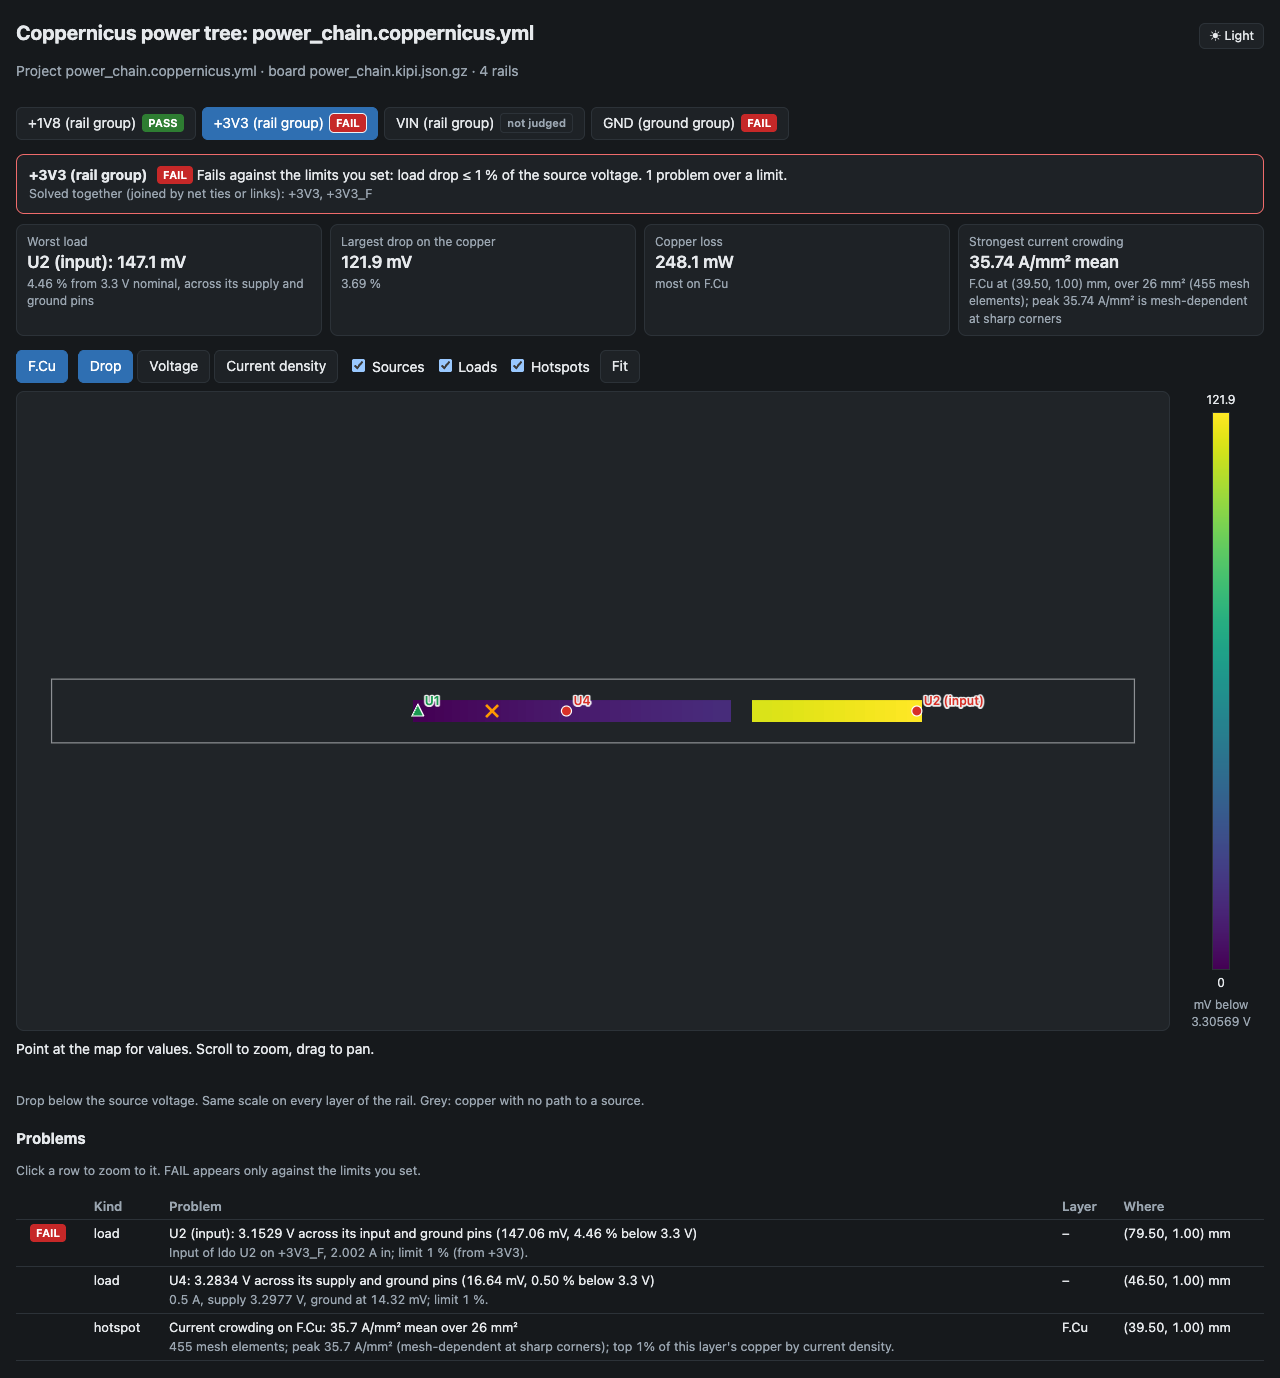 Coppernicus power tree: power_chain.coppernicus.yml
☀ Light
Project power_chain.coppernicus.yml · board power_chain.kipi.json.gz · 4 rails
+1V8 (rail group) PASS
+3V3 (rail group) FAIL
VIN (rail group) not judged
GND (ground group) FAIL
+3V3 (rail group) FAIL Fails against the limits you set: load drop ≤ 1 % of the source voltage. 1 problem over a limit.
Solved together (joined by net ties or links): +3V3, +3V3_F
Worst load
U2 (input): 147.1 mV
4.46 % from 3.3 V nominal, across its supply and
ground pins
Largest drop on the copper
121.9 mV
3.69 %
Copper loss
248.1 mW
most on F.Cu
Strongest current crowding
35.74 A/mm² mean
F.Cu at (39.50, 1.00) mm, over 26 mm² (455 mesh
elements); peak 35.74 A/mm² is mesh-dependent
at sharp corners
F.Cu Drop Voltage Current density Sources Loads Hotspots Fit
121.9
U1
U4
U2 (input)
0
mV below
3.30569 V
Point at the map for values. Scroll to zoom, drag to pan.
Drop below the source voltage. Same scale on every layer of the rail. Grey: copper with no path to a source.
Problems
Click a row to zoom to it. FAIL appears only against the limits you set.
Kind Problem Layer Where
FAIL load U2 (input): 3.1529 V across its input and ground pins (147.06 mV, 4.46 % below 3.3 V) – (79.50, 1.00) mm
Input of ldo U2 on +3V3_F, 2.002 A in; limit 1 % (from +3V3).
load U4: 3.2834 V across its supply and ground pins (16.64 mV, 0.50 % below 3.3 V) – (46.50, 1.00) mm
0.5 A, supply 3.2977 V, ground at 14.32 mV; limit 1 %.
hotspot Current crowding on F.Cu: 35.7 A/mm² mean over 26 mm² F.Cu (39.50, 1.00) mm
455 mesh elements; peak 35.7 A/mm² (mesh-dependent at sharp corners); top 1% of this layer's copper by current density.